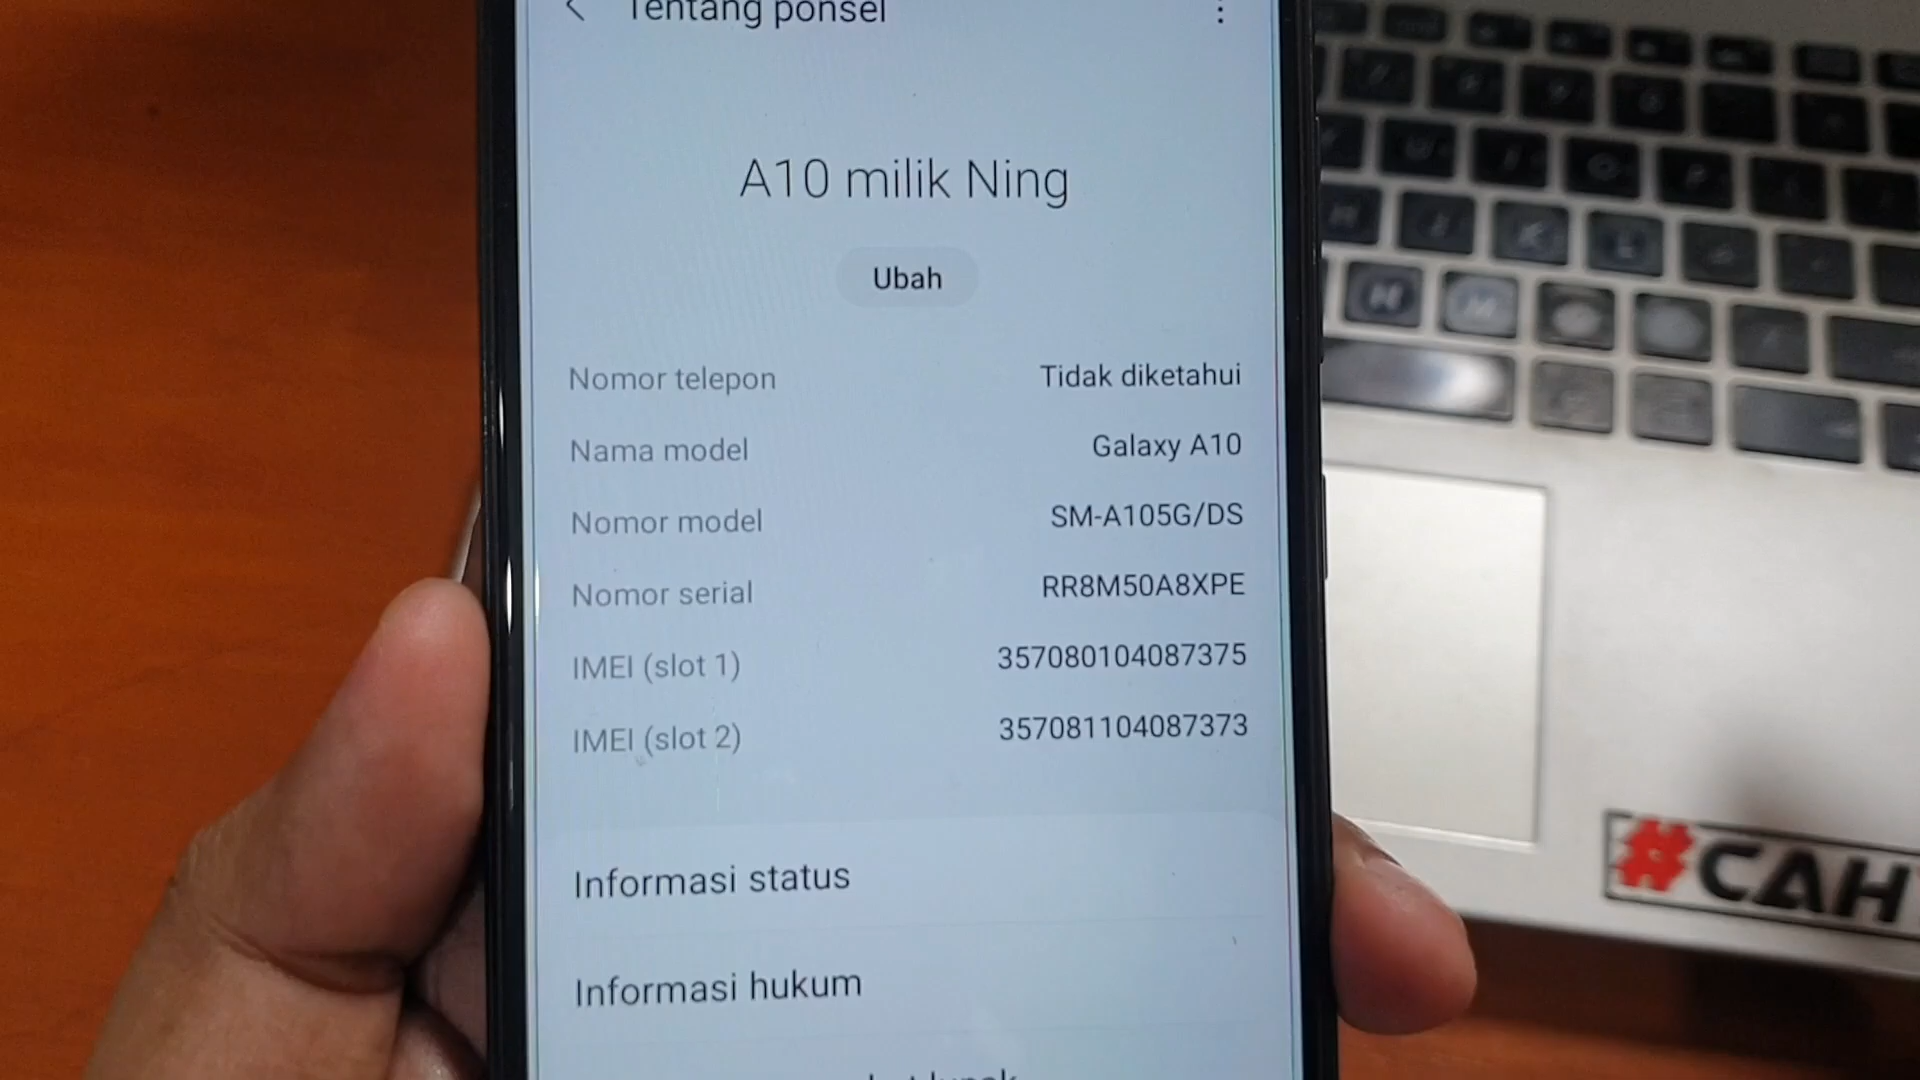 Tentang ponsel
A10 milik Ning
Ubah
Nomor telepon Tidak diketahui
Nama model Galaxy A10
Nomor model SM-A105G/DS
Nomor serial RR8M50A8XPE
IMEI (slot 1) 357080104087375
IMEI (slot 2) 357081104087373
Informasi status
Informasi hukum
#CAH